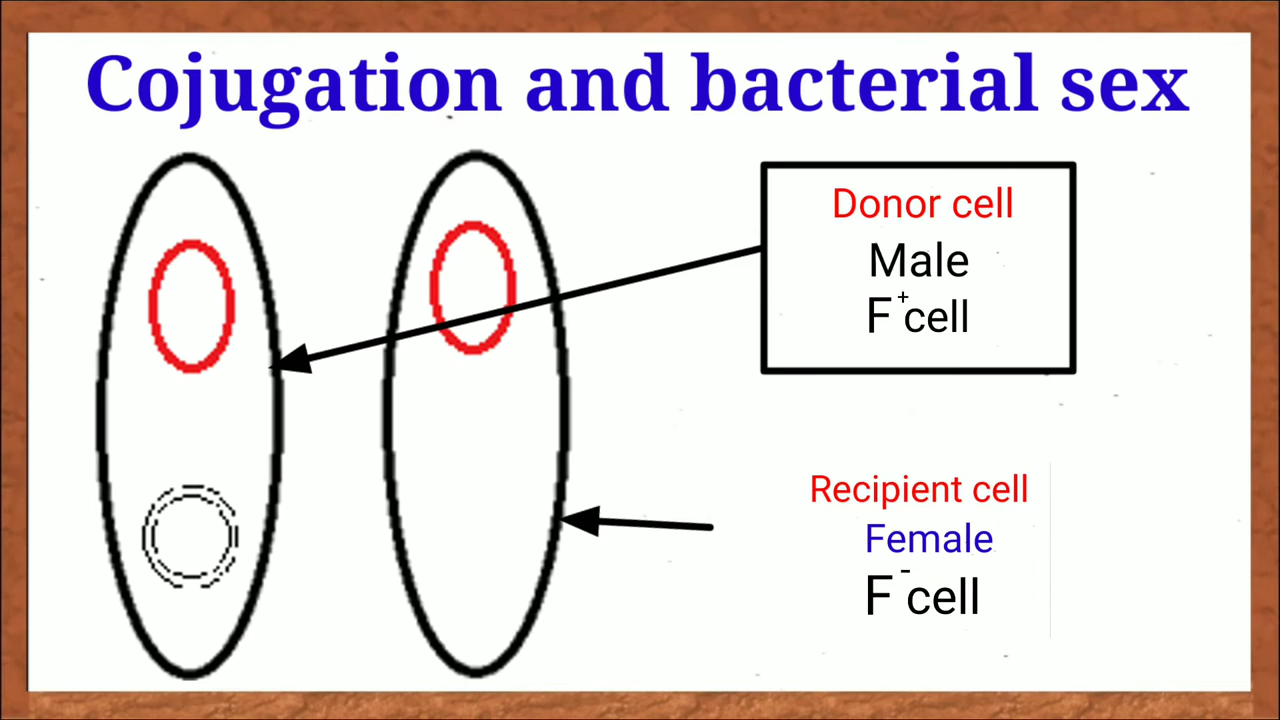 Cojugation and bacterial sex
Donor cell
Male
F⁺cell
Recipient cell
Female
F⁻cell